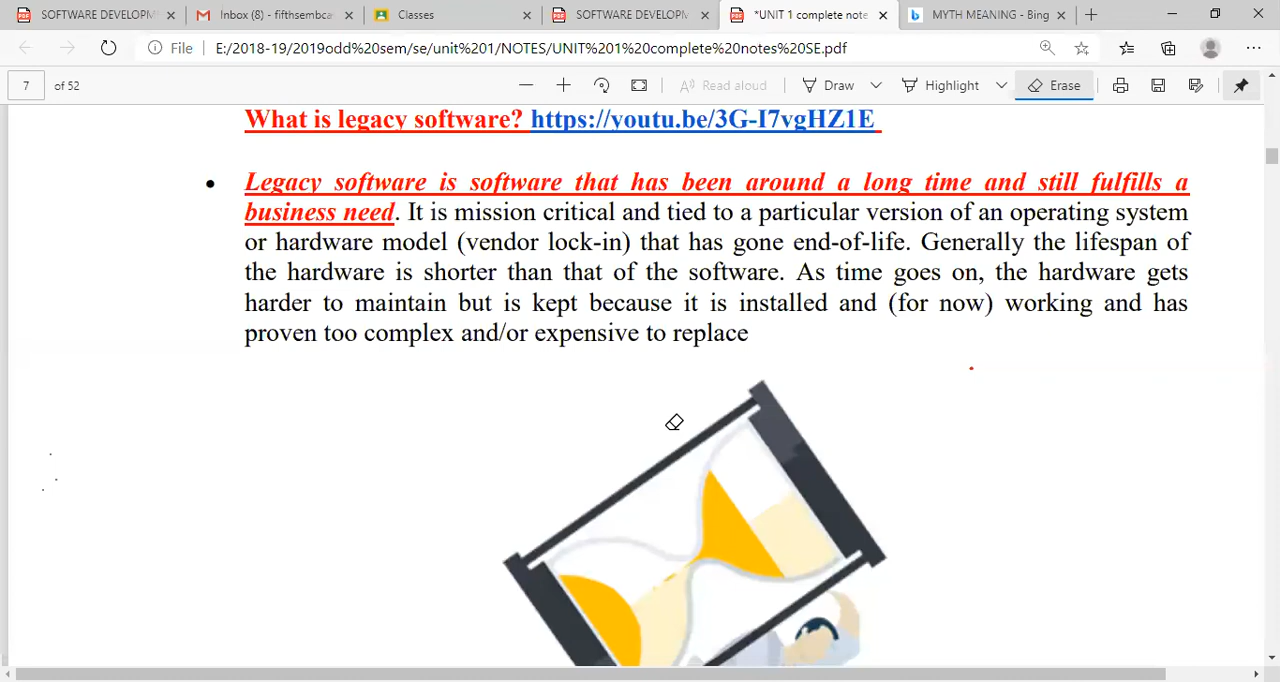 SOFTWARE DEVELOPM
Inbox (8) - fifthsembca
Classes
SOFTWARE DEVELOPM
*UNIT 1 complete note
MYTH MEANING - Bing
File
E:/2018-19/2019odd%20sem/se/unit%201/NOTES/UNIT%201%20complete%20notes%20SE.pdf
7 of 52
Read aloud
Draw
Highlight
Erase
What is legacy software? https://youtu.be/3G-I7vgHZ1E
• Legacy software is software that has been around a long time and still fulfills a
business need. It is mission critical and tied to a particular version of an operating system
or hardware model (vendor lock-in) that has gone end-of-life. Generally the lifespan of
the hardware is shorter than that of the software. As time goes on, the hardware gets
harder to maintain but is kept because it is installed and (for now) working and has
proven too complex and/or expensive to replace